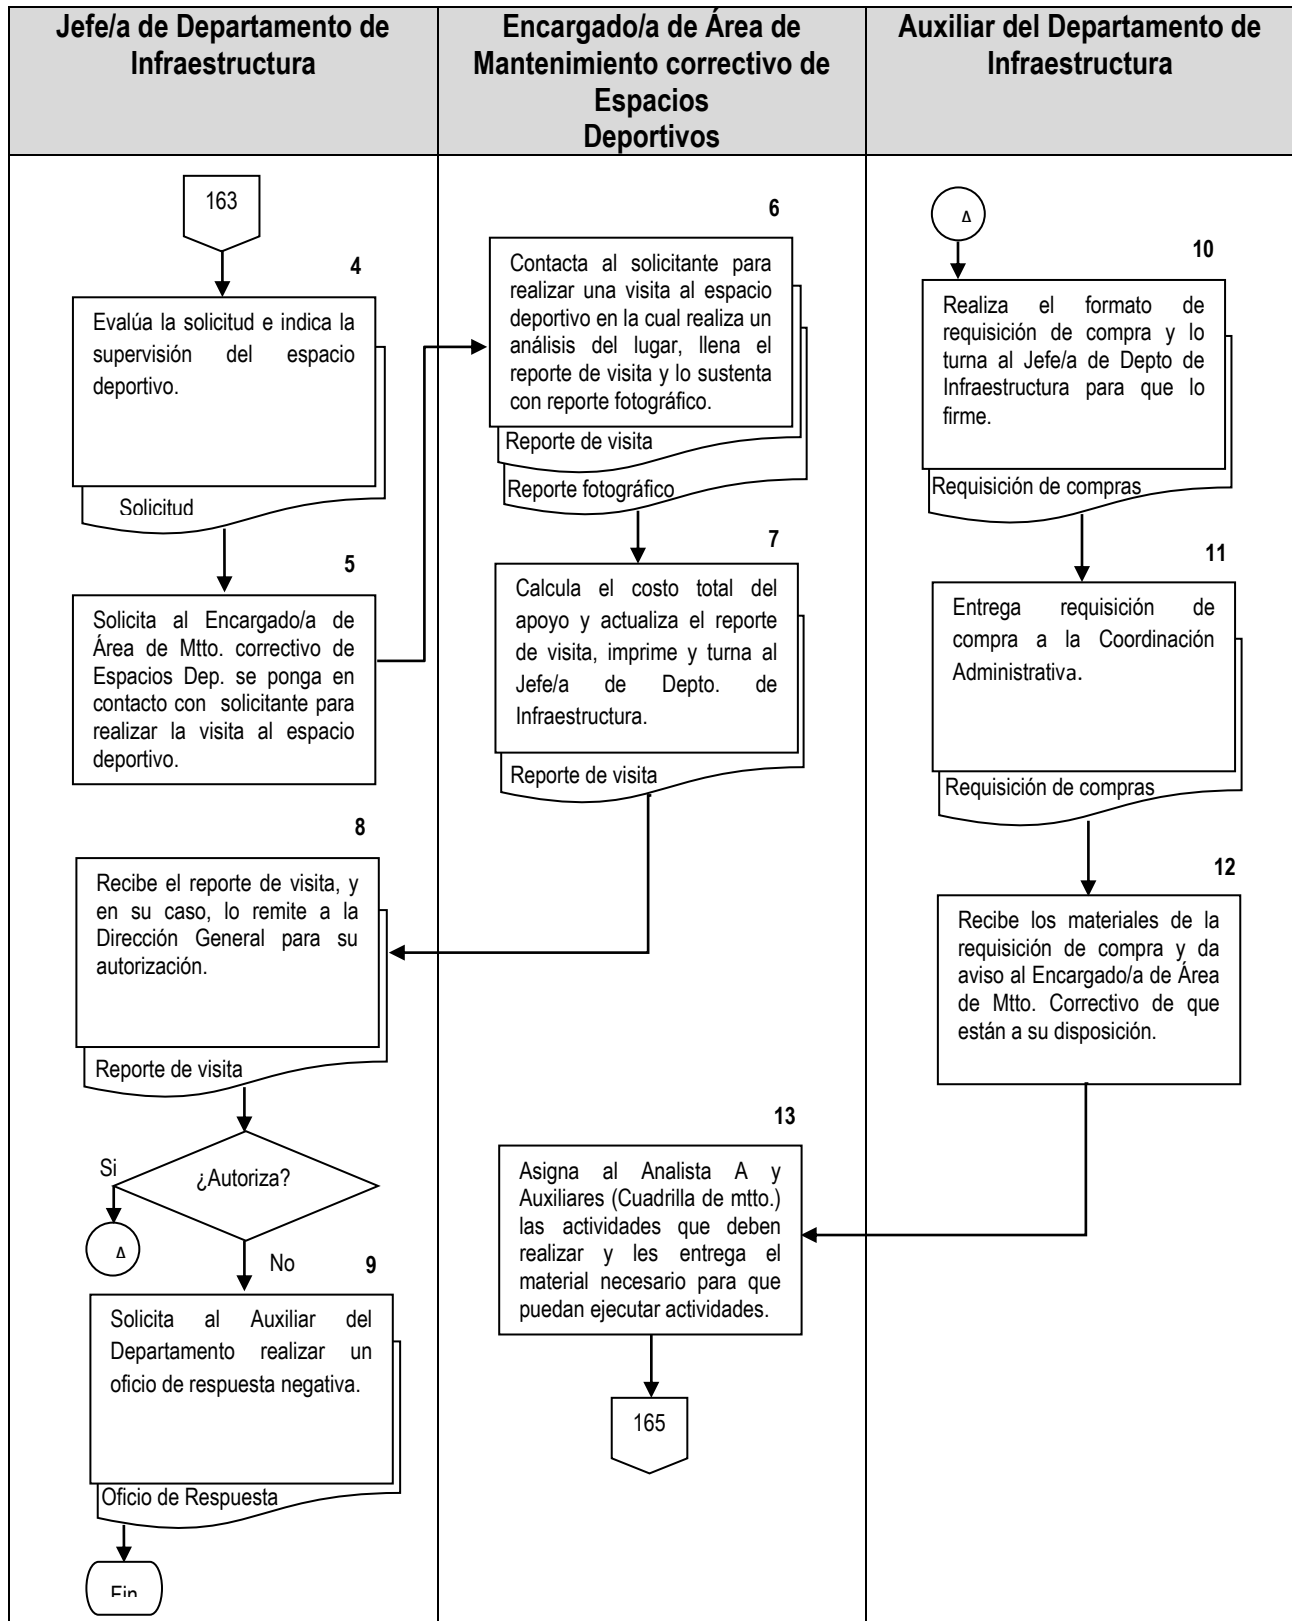 Jefe/a de Departamento de
Infraestructura
Encargado/a de Área de
Mantenimiento correctivo de
Espacios
Deportivos
Auxiliar del Departamento de
Infraestructura
163
4
Evalúa la solicitud e indica la
supervisión del espacio
deportivo.
Solicitud
5
Solicita al Encargado/a de
Área de Mtto. correctivo de
Espacios Dep. se ponga en
contacto con solicitante para
realizar la visita al espacio
deportivo.
6
Contacta al solicitante para
realizar una visita al espacio
deportivo en la cual realiza un
análisis del lugar, llena el
reporte de visita y lo sustenta
con reporte fotográfico.
Reporte de visita
Reporte fotográfico
7
Calcula el costo total del
apoyo y actualiza el reporte
de visita, imprime y turna al
Jefe/a de Depto. de
Infraestructura.
Reporte de visita
8
Recibe el reporte de visita, y
en su caso, lo remite a la
Dirección General para su
autorización.
Reporte de visita
¿Autoriza?
Si
A
No
9
Solicita al Auxiliar del
Departamento realizar un
oficio de respuesta negativa.
Oficio de Respuesta
Fin
A
10
Realiza el formato de
requisición de compra y lo
turna al Jefe/a de Depto de
Infraestructura para que lo
firme.
Requisición de compras
11
Entrega requisición de
compra a la Coordinación
Administrativa.
Requisición de compras
12
Recibe los materiales de la
requisición de compra y da
aviso al Encargado/a de Área
de Mtto. Correctivo de que
están a su disposición.
13
Asigna al Analista A y
Auxiliares (Cuadrilla de mtto.)
las actividades que deben
realizar y les entrega el
material necesario para que
puedan ejecutar actividades.
165